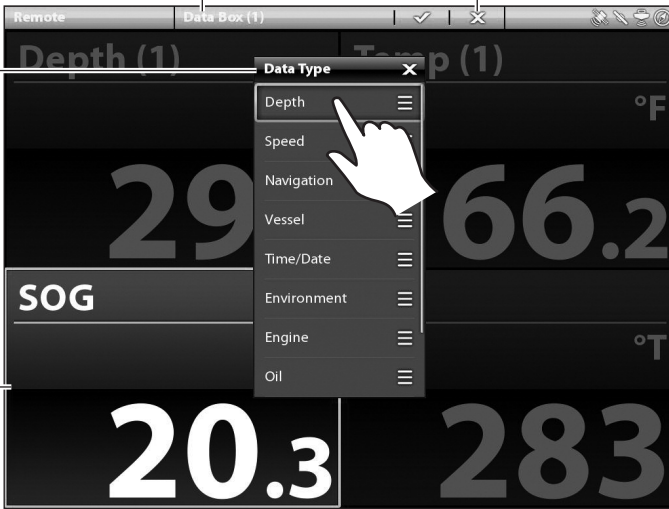 Remote Data Box (1)
Depth (1)
Temp (1)
Data Type X
°F
Depth
Speed
Navigation
29
66.2
Vessel
Time/Date
SOG
Environment
Engine
°T
Oil
20.3
283